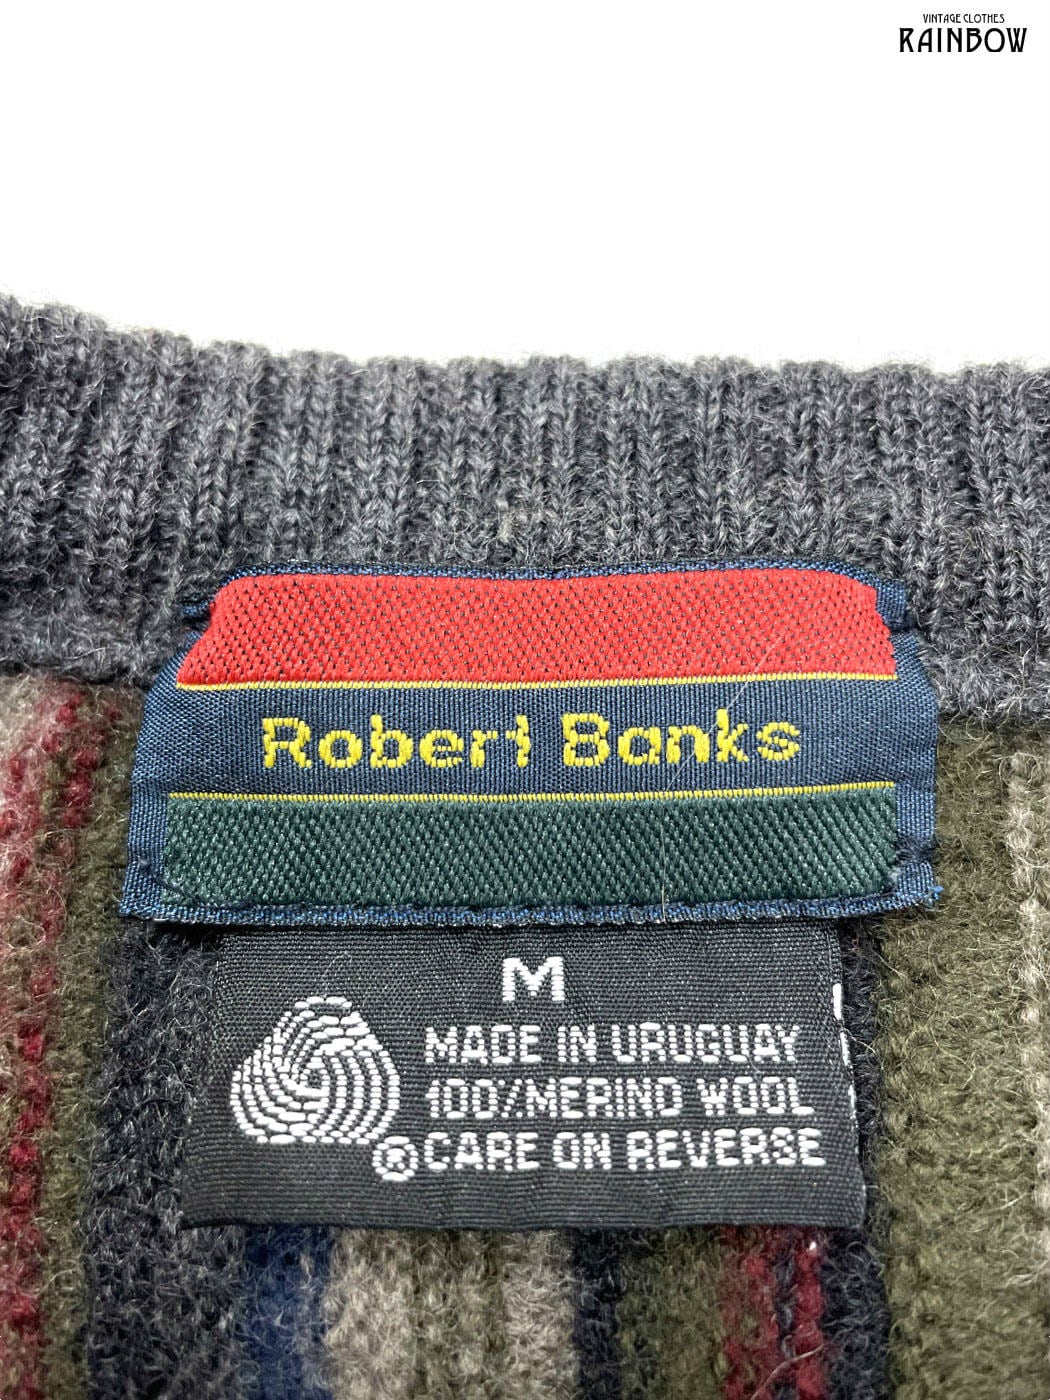 VINTAGE CLOTHES
RAINBOW
Robert Banks
M
MADE IN URUGUAY
100%MERINO WOOL
® CARE ON REVERSE